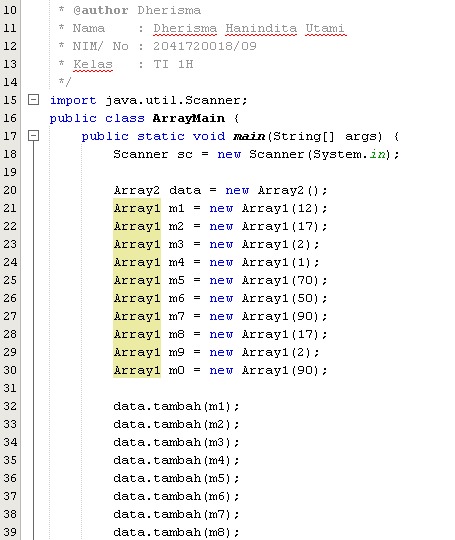 10 * @author Dherisma
11 * Nama    : Dherisma Hanindita Utami
12 * NIM/ No : 2041720018/09
13 * Kelas   : TI 1H
14 */
15 import java.util.Scanner;
16 public class ArrayMain {
17     public static void main(String[] args) {
18         Scanner sc = new Scanner(System.in);
19
20         Array2 data = new Array2();
21         Array1 m1 = new Array1(12);
22         Array1 m2 = new Array1(17);
23         Array1 m3 = new Array1(2);
24         Array1 m4 = new Array1(1);
25         Array1 m5 = new Array1(70);
26         Array1 m6 = new Array1(50);
27         Array1 m7 = new Array1(90);
28         Array1 m8 = new Array1(17);
29         Array1 m9 = new Array1(2);
30         Array1 m0 = new Array1(90);
31
32         data.tambah(m1);
33         data.tambah(m2);
34         data.tambah(m3);
35         data.tambah(m4);
36         data.tambah(m5);
37         data.tambah(m6);
38         data.tambah(m7);
39         data.tambah(m8);